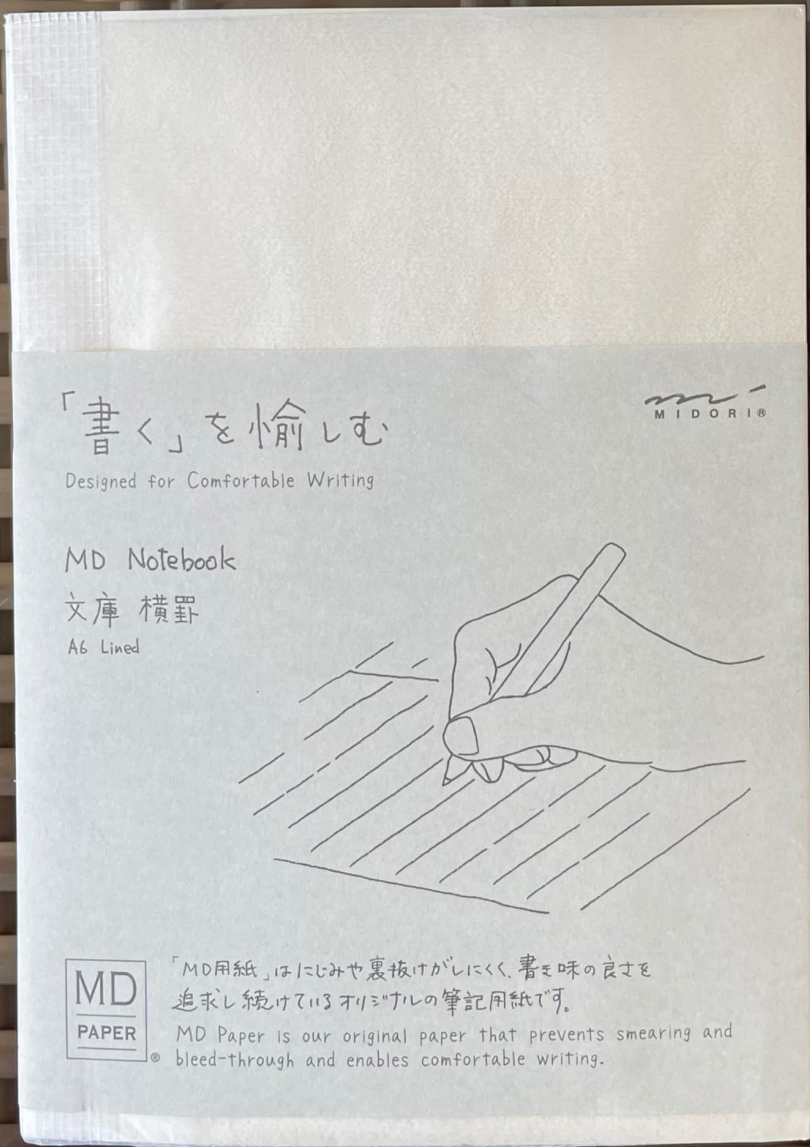 「書く」を愉しむ
Designed for Comfortable Writing
MIDORI®
MD Notebook
文庫 横罫
A6 Lined
MD
PAPER®
「MD用紙」はにじみや裏抜けがしにくく、書き味の良さを
追求し続けているオリジナルの筆記用紙です。
MD Paper is our original paper that prevents smearing and
bleed-through and enables comfortable writing.